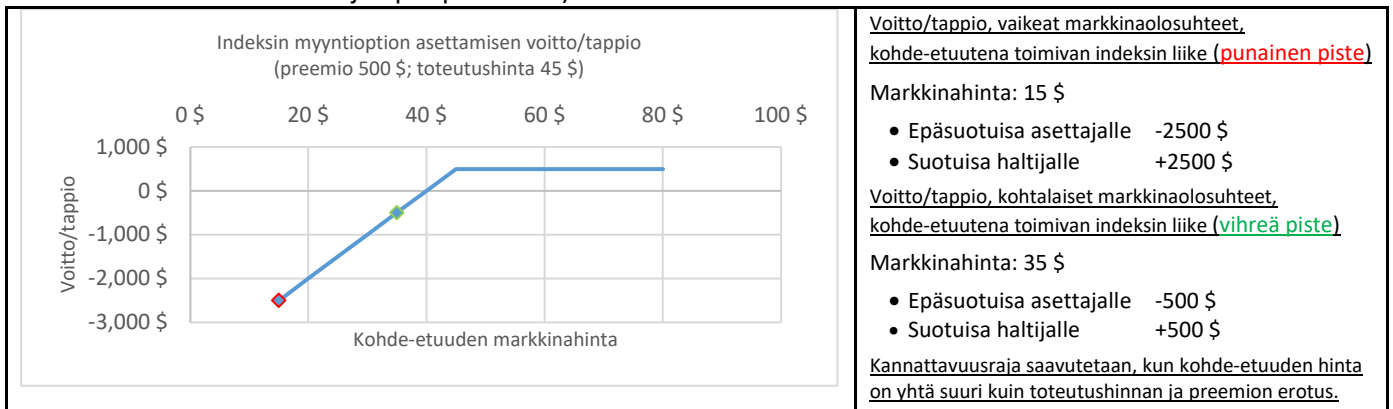 Indeksin myyntioption asettamisen voitto/tappio
(preemio 500 $; toteutushinta 45 $)
0 $ 20 $ 40 $ 60 $ 80 $ 100 $
1,000 $
0 $
-1,000 $
-2,000 $
-3,000 $
Voitto/tappio
Kohde-etuuden markkinahinta
Voitto/tappio, vaikeat markkinaolosuhteet,
kohde-etuutena toimivan indeksin liike (punainen piste)
Markkinahinta: 15 $
• Epäsuotuisa asettajalle -2500 $
• Suotuisa haltijalle +2500 $
Voitto/tappio, kohtalaiset markkinaolosuhteet,
kohde-etuutena toimivan indeksin liike (vihreä piste)
Markkinahinta: 35 $
• Epäsuotuisa asettajalle -500 $
• Suotuisa haltijalle +500 $
Kannattavuusraja saavutetaan, kun kohde-etuuden hinta
on yhtä suuri kuin toteutushinnan ja preemion erotus.